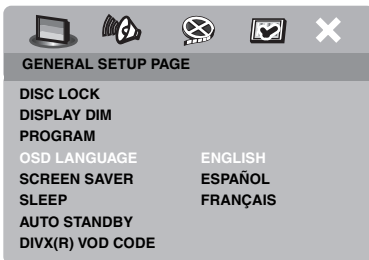 GENERAL SETUP PAGE
DISC LOCK
DISPLAY DIM
PROGRAM
OSD LANGUAGE ENGLISH
SCREEN SAVER ESPAÑOL
SLEEP FRANÇAIS
AUTO STANDBY
DIVX(R) VOD CODE